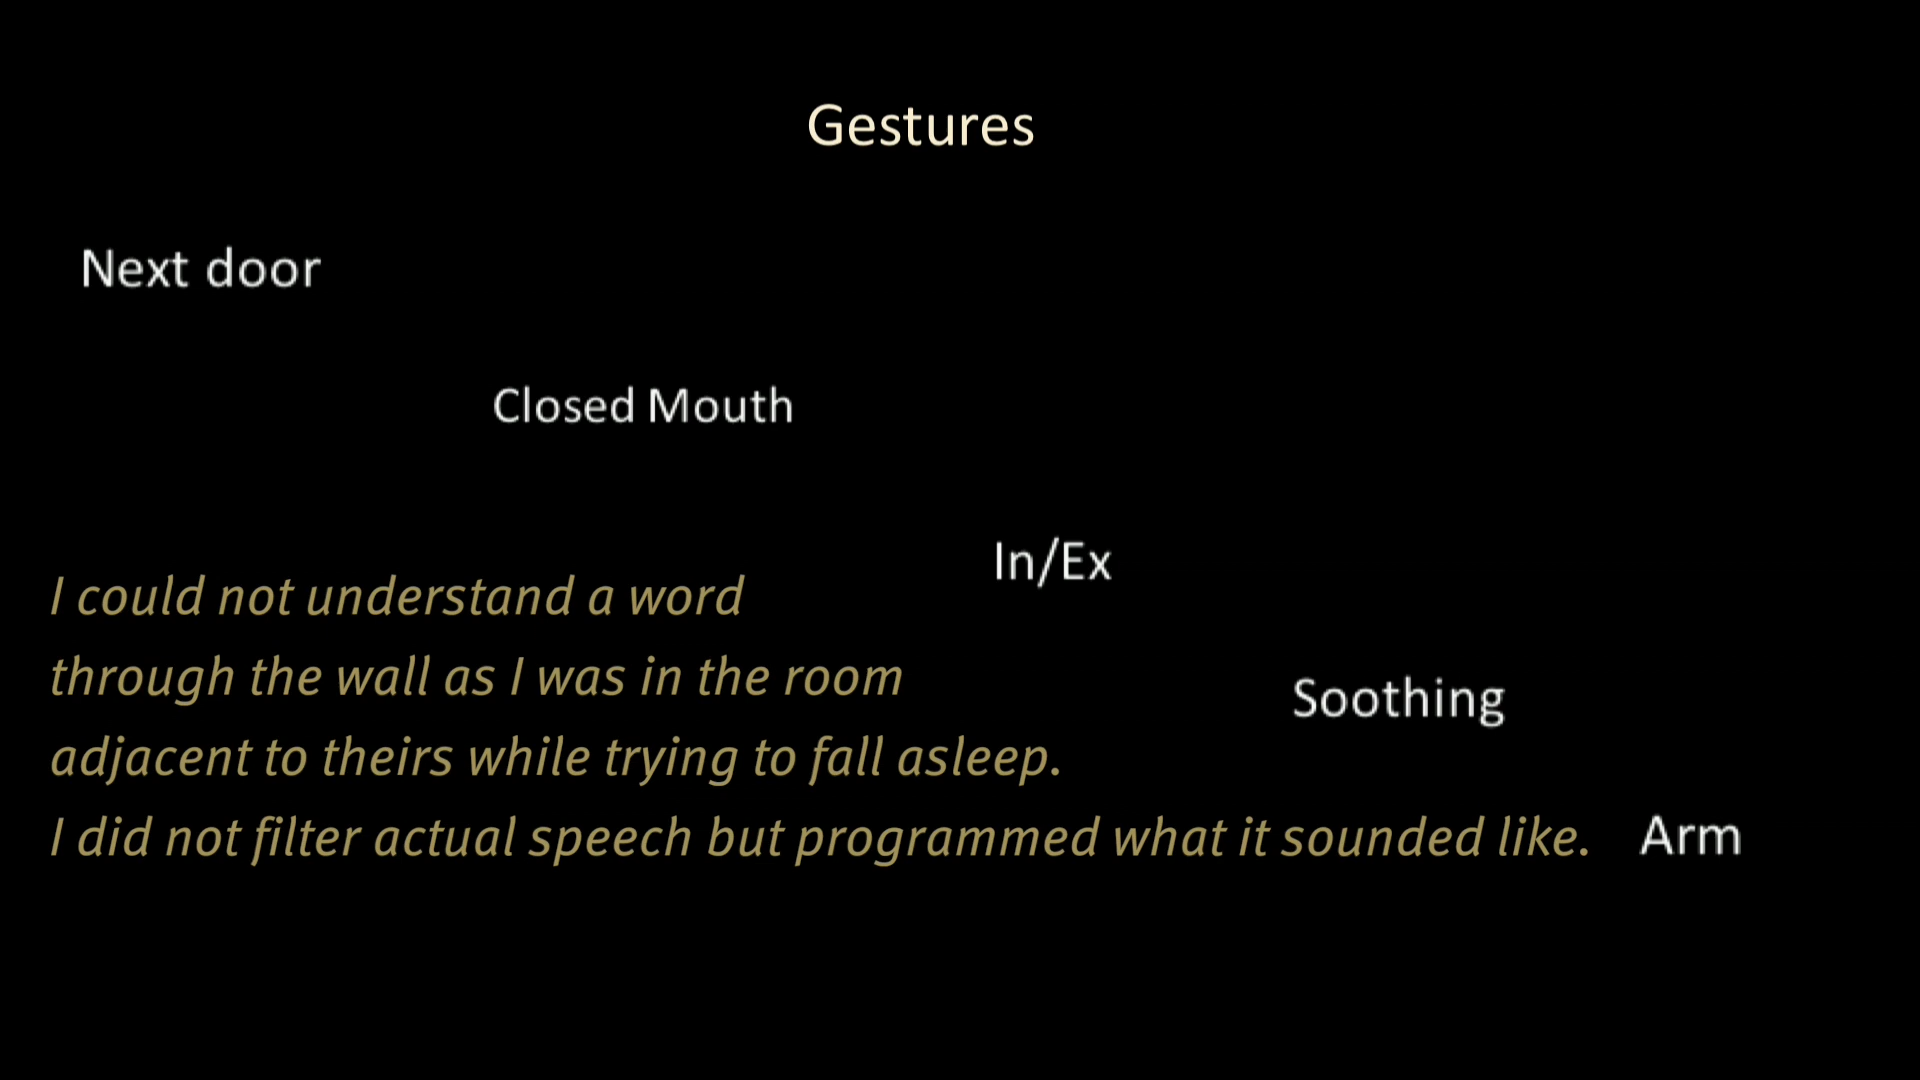 Gestures
Next door
Closed Mouth
In/Ex
I could not understand a word
through the wall as I was in the room
Soothing
adjacent to theirs while trying to fall asleep.
I did not filter actual speech but programmed what it sounded like.
Arm